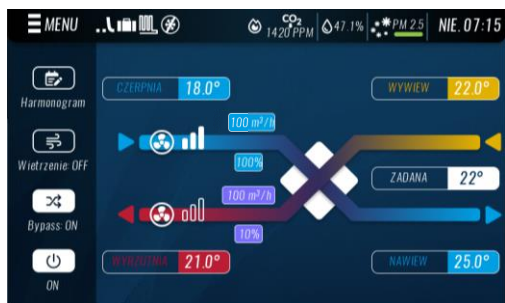 MENU
CO2
1420 PPM
47.1%
PM 2.5
NIE. 07:15
Harmonogram
Wietrzenie: OFF
Bypass: ON
ON
CZERPNIA 18.0°
WYWIEW 22.0°
100 m³/h
100%
ZADANA 22°
100 m³/h
10%
WYRZUTNIA 21.0°
NAWIEW 25.0°